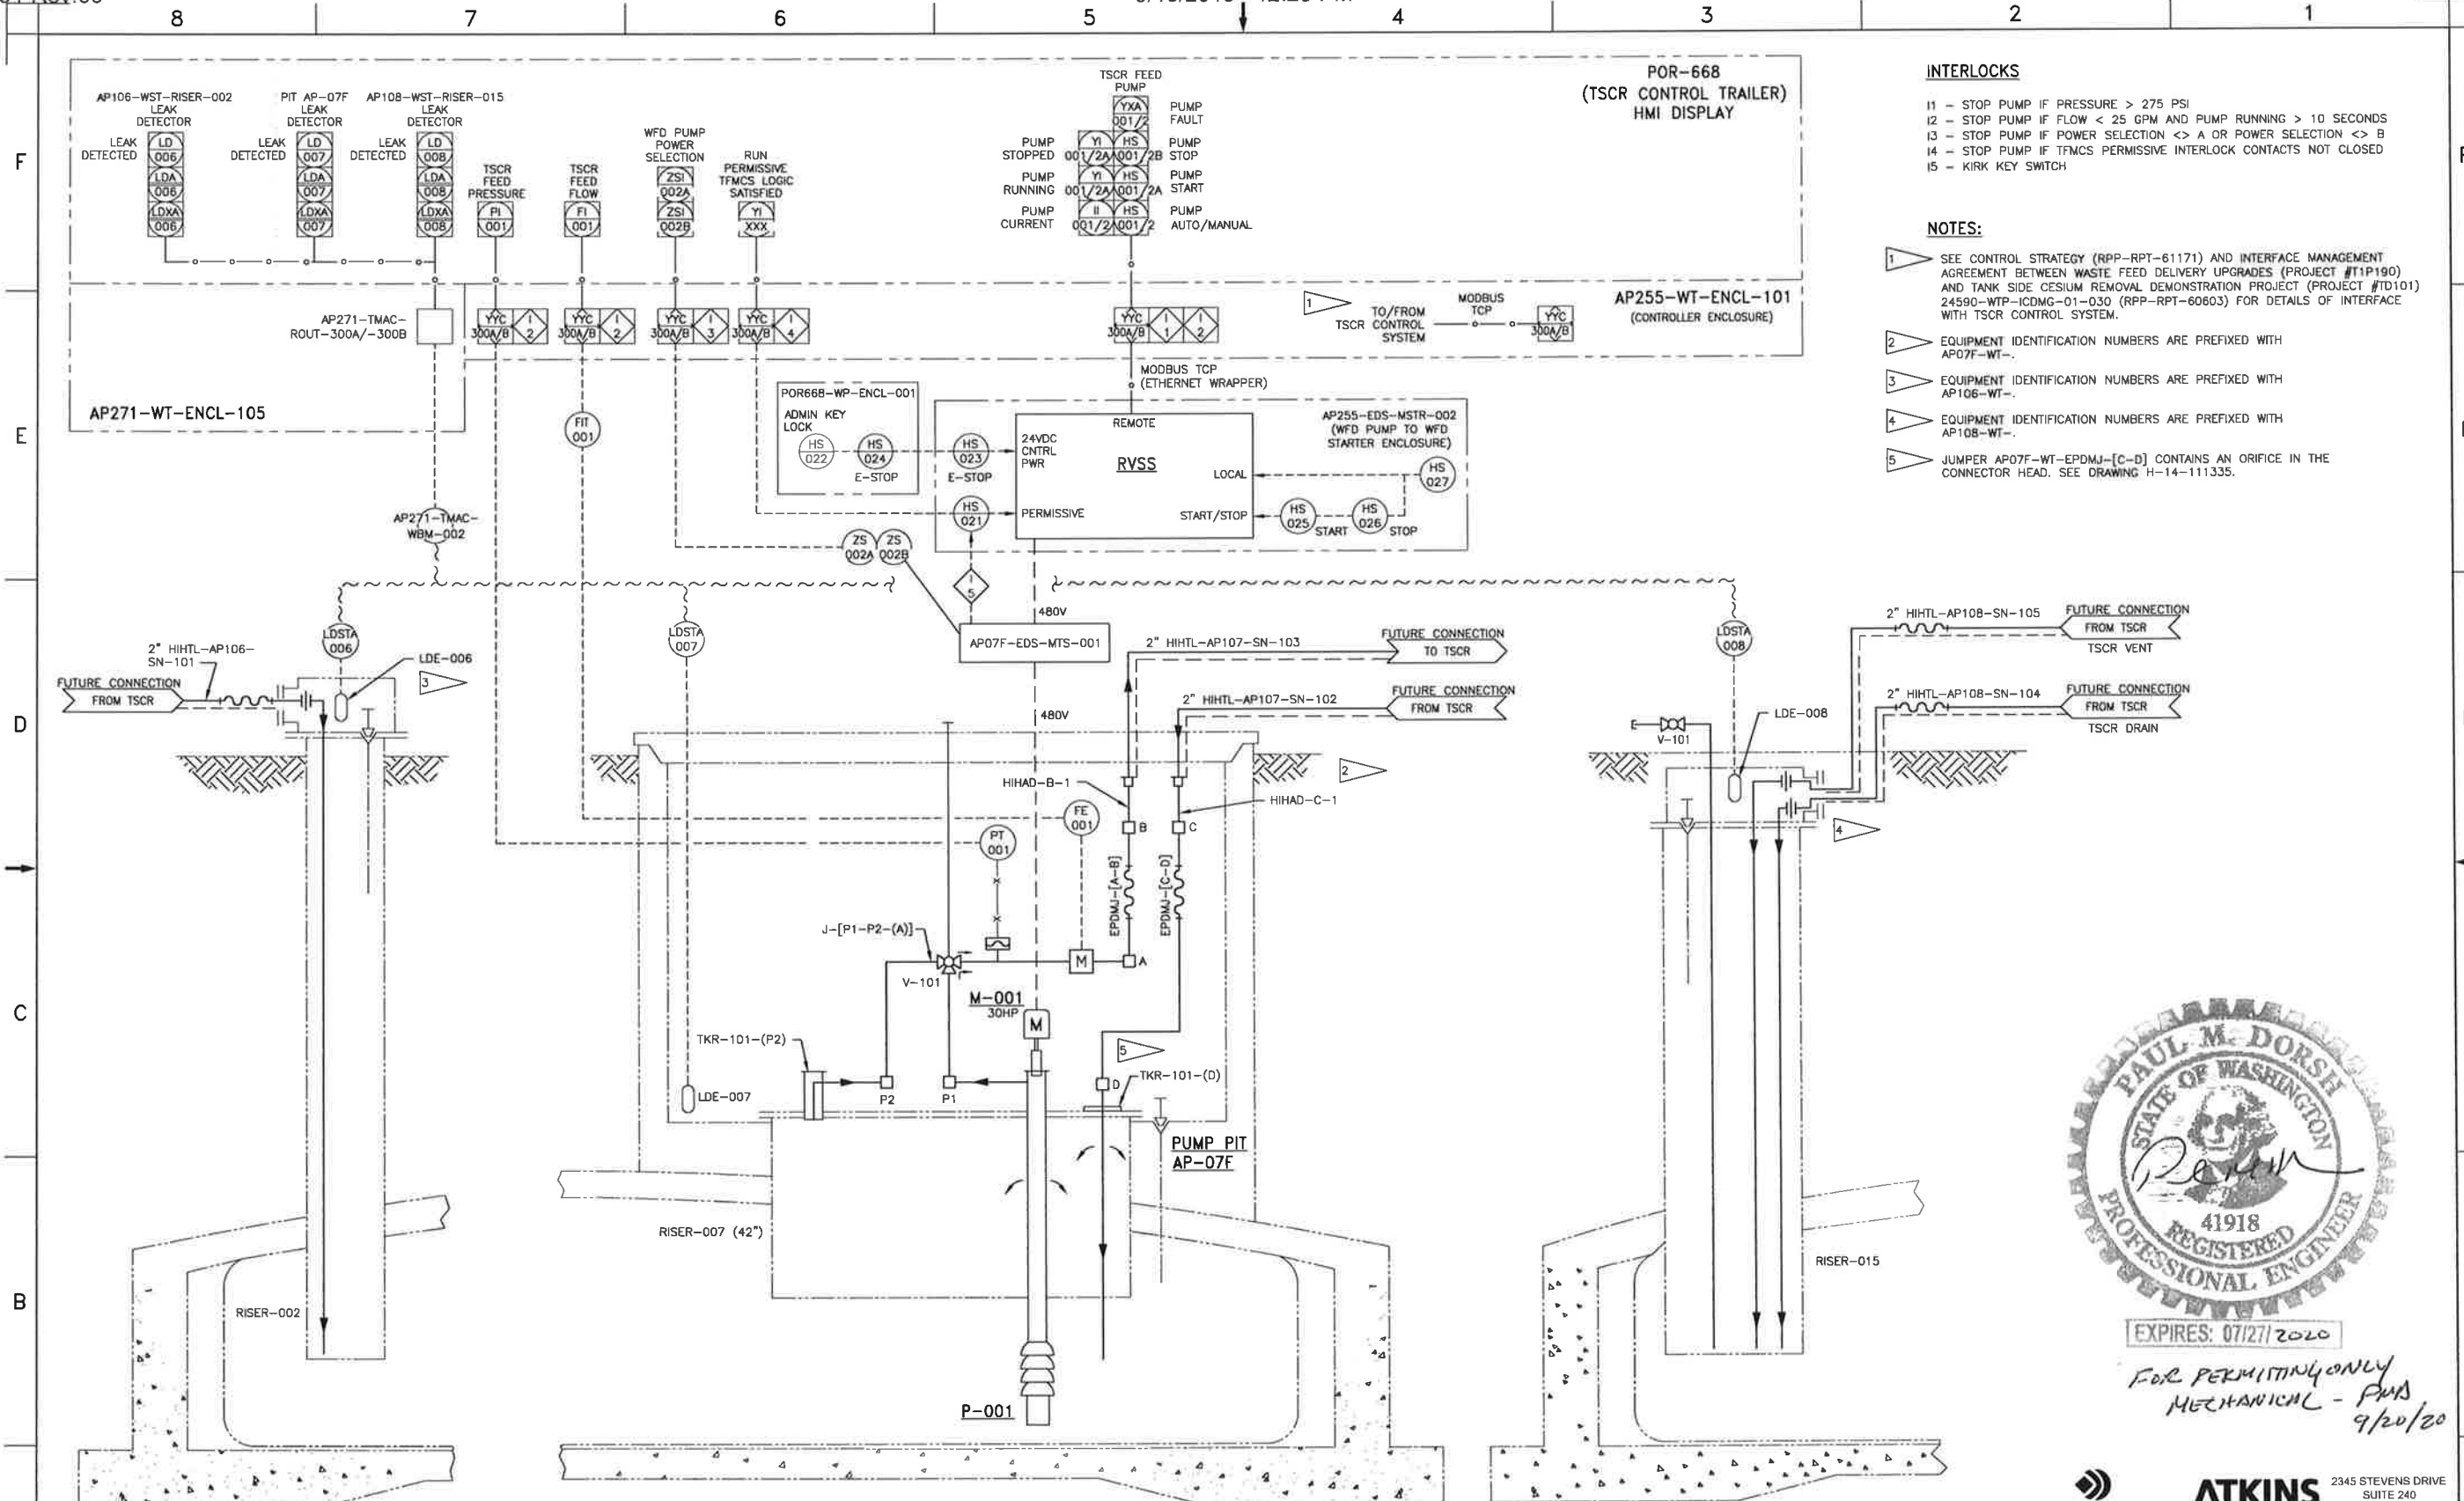 8
7
6
5
4
3
2
1
F
E
D
C
B
POR-668
(TSCR CONTROL TRAILER)
HMI DISPLAY
AP106-WST-RISER-002
LEAK
DETECTOR
LEAK
DETECTED
LD
006
LDA
006
LDXA
006
PIT AP-07F
LEAK
DETECTOR
LEAK
DETECTED
LD
007
LDA
007
LDXA
007
AP108-WST-RISER-015
LEAK
DETECTOR
LEAK
DETECTED
LD
008
LDA
008
LDXA
008
TSCR
FEED
PRESSURE
PI
001
TSCR
FEED
FLOW
FI
001
WFD PUMP
POWER
SELECTION
ZSI
002A
ZSI
002B
RUN
PERMISSIVE
TFMCS LOGIC
SATISFIED
YI
XXX
TSCR FEED
PUMP
YXA
001/2
PUMP
FAULT
PUMP
STOPPED
YI
001/2A
HS
001/2B
PUMP
STOP
PUMP
RUNNING
YI
001/2A
HS
001/2A
PUMP
START
PUMP
CURRENT
II
001/2
HS
001/2
PUMP
AUTO/MANUAL
INTERLOCKS
I1 - STOP PUMP IF PRESSURE > 275 PSI
I2 - STOP PUMP IF FLOW < 25 GPM AND PUMP RUNNING > 10 SECONDS
I3 - STOP PUMP IF POWER SELECTION <> A OR POWER SELECTION <> B
I4 - STOP PUMP IF TFMCS PERMISSIVE INTERLOCK CONTACTS NOT CLOSED
I5 - KIRK KEY SWITCH
NOTES:
1 SEE CONTROL STRATEGY (RPP-RPT-61171) AND INTERFACE MANAGEMENT
AGREEMENT BETWEEN WASTE FEED DELIVERY UPGRADES (PROJECT #T1P190)
AND TANK SIDE CESIUM REMOVAL DEMONSTRATION PROJECT (PROJECT #TD101)
24590-WTP-ICDMG-01-030 (RPP-RPT-60603) FOR DETAILS OF INTERFACE
WITH TSCR CONTROL SYSTEM.
2 EQUIPMENT IDENTIFICATION NUMBERS ARE PREFIXED WITH
AP07F-WT-.
3 EQUIPMENT IDENTIFICATION NUMBERS ARE PREFIXED WITH
AP106-WT-.
4 EQUIPMENT IDENTIFICATION NUMBERS ARE PREFIXED WITH
AP108-WT-.
5 JUMPER AP07F-WT-EPDMJ-[C-D] CONTAINS AN ORIFICE IN THE
CONNECTOR HEAD. SEE DRAWING H-14-111335.
AP271-TMAC-
ROUT-300A/-300B
AP271-WT-ENCL-105
YYC
300A/B
I
2
YYC
300A/B
I
2
YYC
300A/B
I
3
YYC
300A/B
I
4
YYC
300A/B
I
1
I
2
1
TO/FROM
TSCR CONTROL
SYSTEM
MODBUS
TCP
YYC
300A/B
AP255-WT-ENCL-101
(CONTROLLER ENCLOSURE)
MODBUS TCP
(ETHERNET WRAPPER)
FIT
001
POR668-WP-ENCL-001
ADMIN KEY
LOCK
HS
022
HS
024
E-STOP
HS
023
E-STOP
24VDC
CNTRL
PWR
REMOTE
RVSS
LOCAL
START/STOP
PERMISSIVE
HS
021
AP255-EDS-MSTR-002
(WFD PUMP TO WFD
STARTER ENCLOSURE)
HS
027
HS
025
START
HS
026
STOP
AP271-TMAC-
WBM-002
ZS
002A
ZS
002B
I
5
480V
AP07F-EDS-MTS-001
480V
LDSTA
006
LDSTA
007
LDSTA
008
2" HIHTL-AP106-
SN-101
LDE-006
3
FUTURE CONNECTION
FROM TSCR
2" HIHTL-AP107-SN-103
FUTURE CONNECTION
TO TSCR
2" HIHTL-AP107-SN-102
FUTURE CONNECTION
FROM TSCR
2" HIHTL-AP108-SN-105
FUTURE CONNECTION
FROM TSCR
TSCR VENT
2" HIHTL-AP108-SN-104
FUTURE CONNECTION
FROM TSCR
TSCR DRAIN
V-101
LDE-008
4
2
HIHAD-B-1
HIHAD-C-1
FE
001
PT
001
B
C
EPDMJ-[A-B]
EPDMJ-[C-D]
J-[P1-P2-(A)]
V-101
M
A
M-001
30HP
M
TKR-101-(P2)
5
TKR-101-(D)
D
LDE-007
P2
P1
PUMP PIT
AP-07F
RISER-007 (42")
RISER-002
RISER-015
P-001
PAUL M. DORSH
STATE OF WASHINGTON
41918
REGISTERED
PROFESSIONAL ENGINEER
EXPIRES: 07/27/2020
FOR PERMITTING ONLY
MECHANICAL - PMD
9/20/20
ATKINS
2345 STEVENS DRIVE
SUITE 240